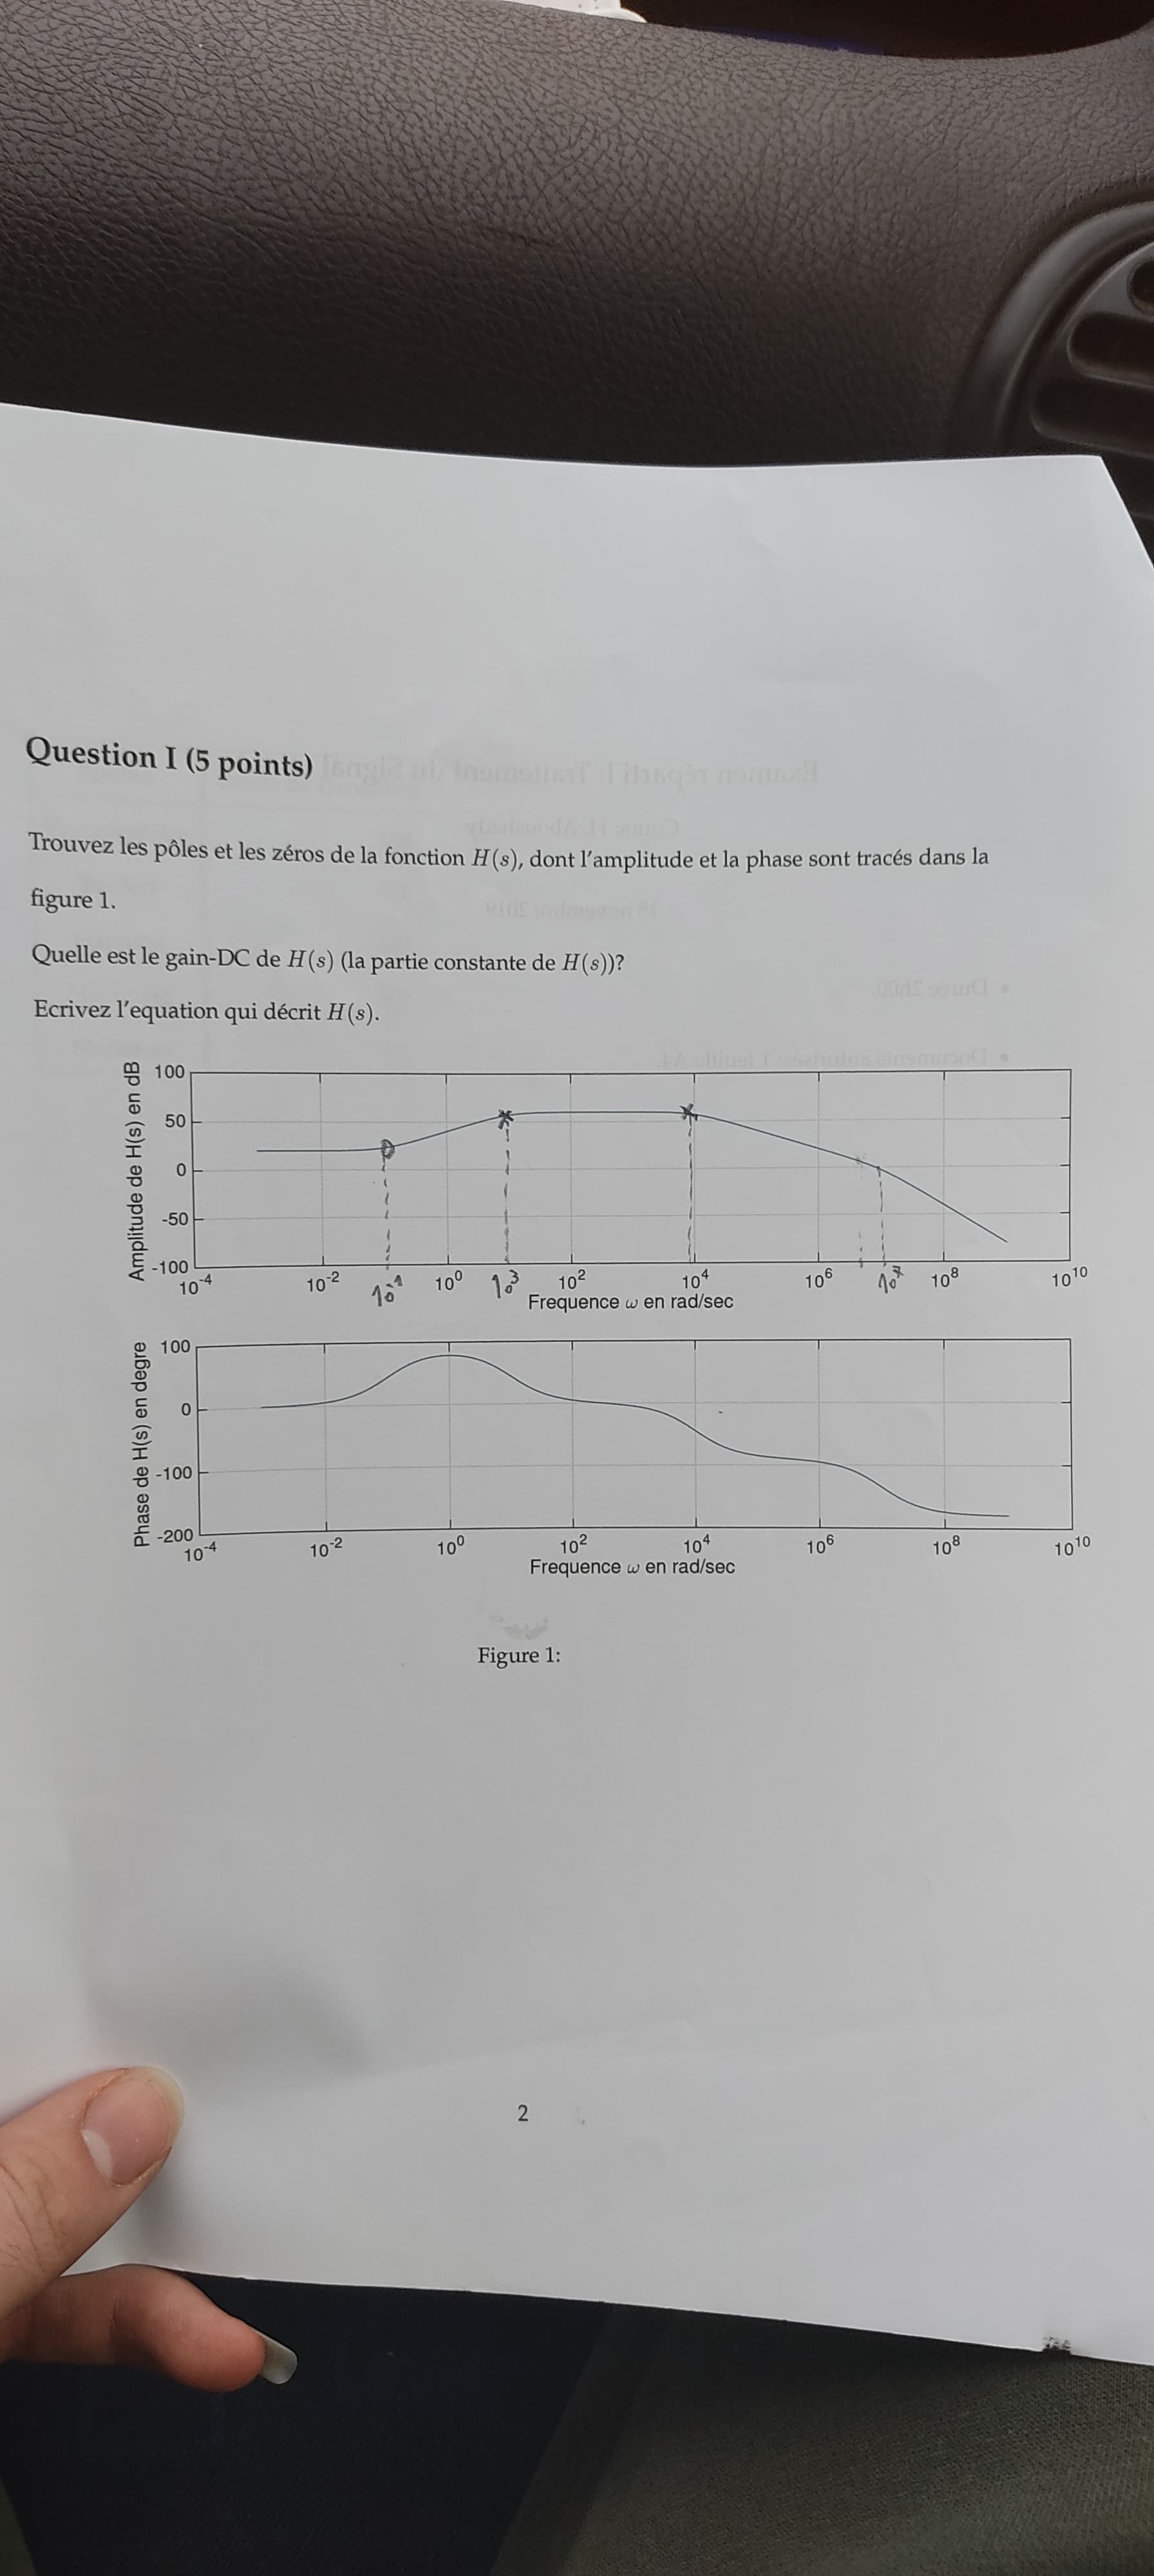 Question I (5 points)
Trouvez les pôles et les zéros de la fonction H(s), dont l'amplitude et la phase sont tracés dans la
figure 1.
Quelle est le gain-DC de H(s) (la partie constante de H(s))?
Ecrivez l'equation qui décrit H(s).
Amplitude de H(s) en dB
100
50
0
-50
-100
10^-4 10^-2 10^-1 10^0 10^3 10^2 10^4 10^6 10^7 10^8 10^10
Frequence ω en rad/sec
Phase de H(s) en degre
100
0
-100
-200
10^-4 10^-2 10^0 10^2 10^4 10^6 10^8 10^10
Frequence ω en rad/sec
Figure 1:
2